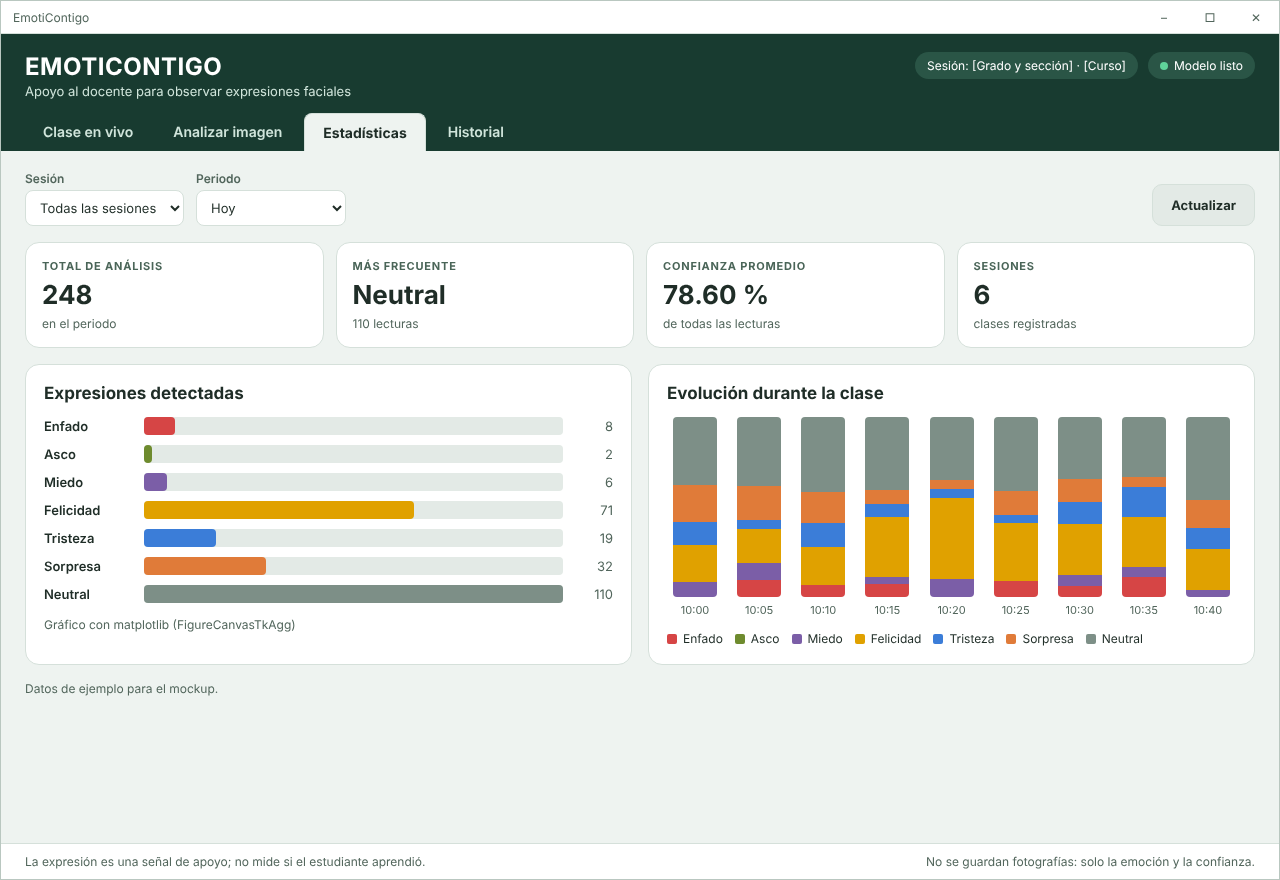 EmotiContigo
EMOTICONTIGO
Apoyo al docente para observar expresiones faciales
Sesión: [Grado y sección] · [Curso]
Modelo listo
Clase en vivo
Analizar imagen
Estadísticas
Historial
Sesión
Todas las sesiones
Periodo
Hoy
Actualizar
TOTAL DE ANÁLISIS
248
en el periodo
MÁS FRECUENTE
Neutral
110 lecturas
CONFIANZA PROMEDIO
78.60 %
de todas las lecturas
SESIONES
6
clases registradas
Expresiones detectadas
Enfado 8
Asco 2
Miedo 6
Felicidad 71
Tristeza 19
Sorpresa 32
Neutral 110
Gráfico con matplotlib (FigureCanvasTkAgg)
Evolución durante la clase
10:00 10:05 10:10 10:15 10:20 10:25 10:30 10:35 10:40
Enfado Asco Miedo Felicidad Tristeza Sorpresa Neutral
Datos de ejemplo para el mockup.
La expresión es una señal de apoyo; no mide si el estudiante aprendió.
No se guardan fotografías: solo la emoción y la confianza.